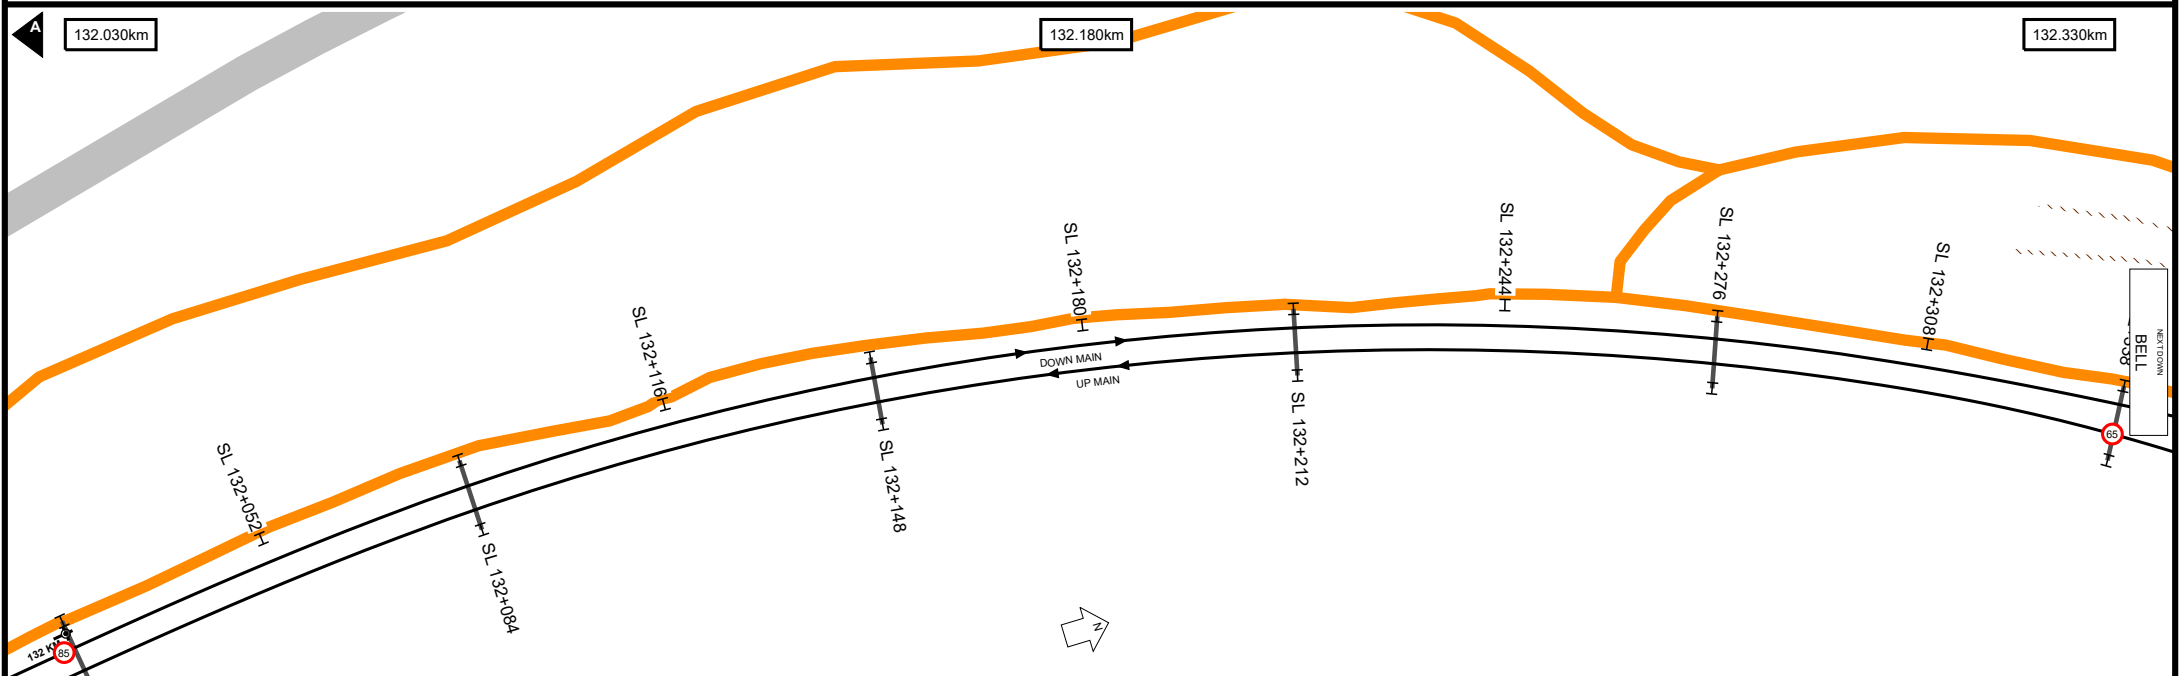 A
132.030km
132.180km
132.330km
SL 132+052
SL 132+084
SL 132+116
SL 132+148
SL 132+180
SL 132+212
SL 132+244
SL 132+276
SL 132+308
DOWN MAIN
UP MAIN
NEXT DOWN
BELL
65
85
132 K
N